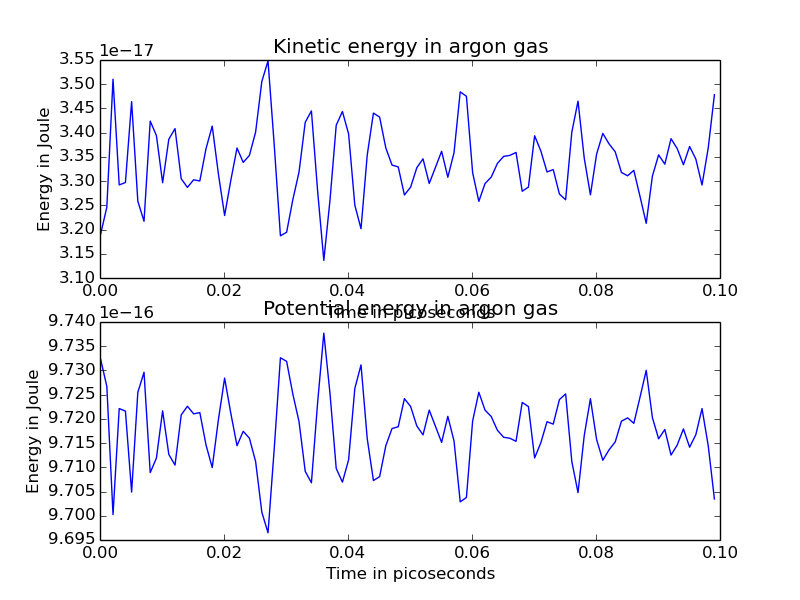 Kinetic energy in argon gas
1e−17
3.55
3.50
3.45
3.40
3.35
3.30
3.25
3.20
3.15
3.10
Energy in Joule
0.00 0.02 0.04 0.06 0.08 0.10
Time in picoseconds
Potential energy in argon gas
1e−16
9.740
9.735
9.730
9.725
9.720
9.715
9.710
9.705
9.700
9.695
Energy in Joule
0.00 0.02 0.04 0.06 0.08 0.10
Time in picoseconds